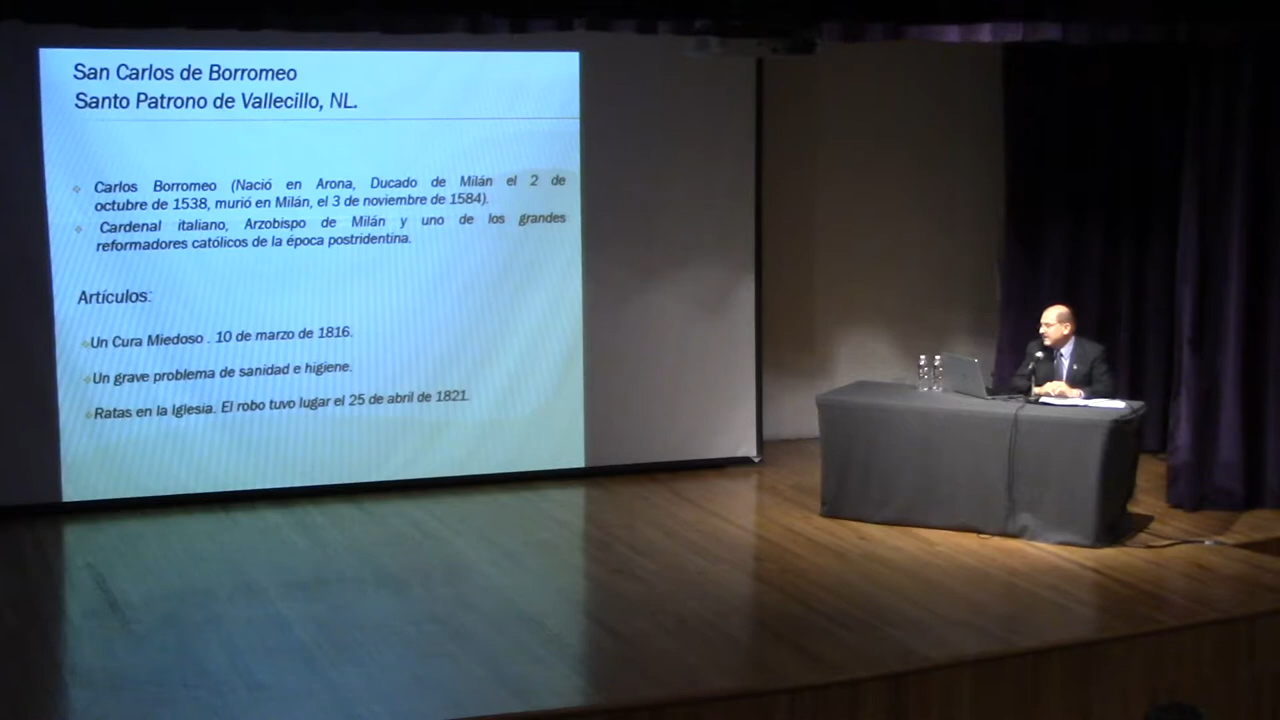 San Carlos de Borromeo
Santo Patrono de Vallecillo, NL.
Carlos Borromeo (Nació en Arona, Ducado de Milán el 2 de
octubre de 1538, murió en Milán, el 3 de noviembre de 1584).
Cardenal italiano, Arzobispo de Milán y uno de los grandes
reformadores católicos de la época postridentina.
Artículos:
Un Cura Miedoso . 10 de marzo de 1816.
Un grave problema de sanidad e higiene.
Ratas en la Iglesia. El robo tuvo lugar el 25 de abril de 1821.